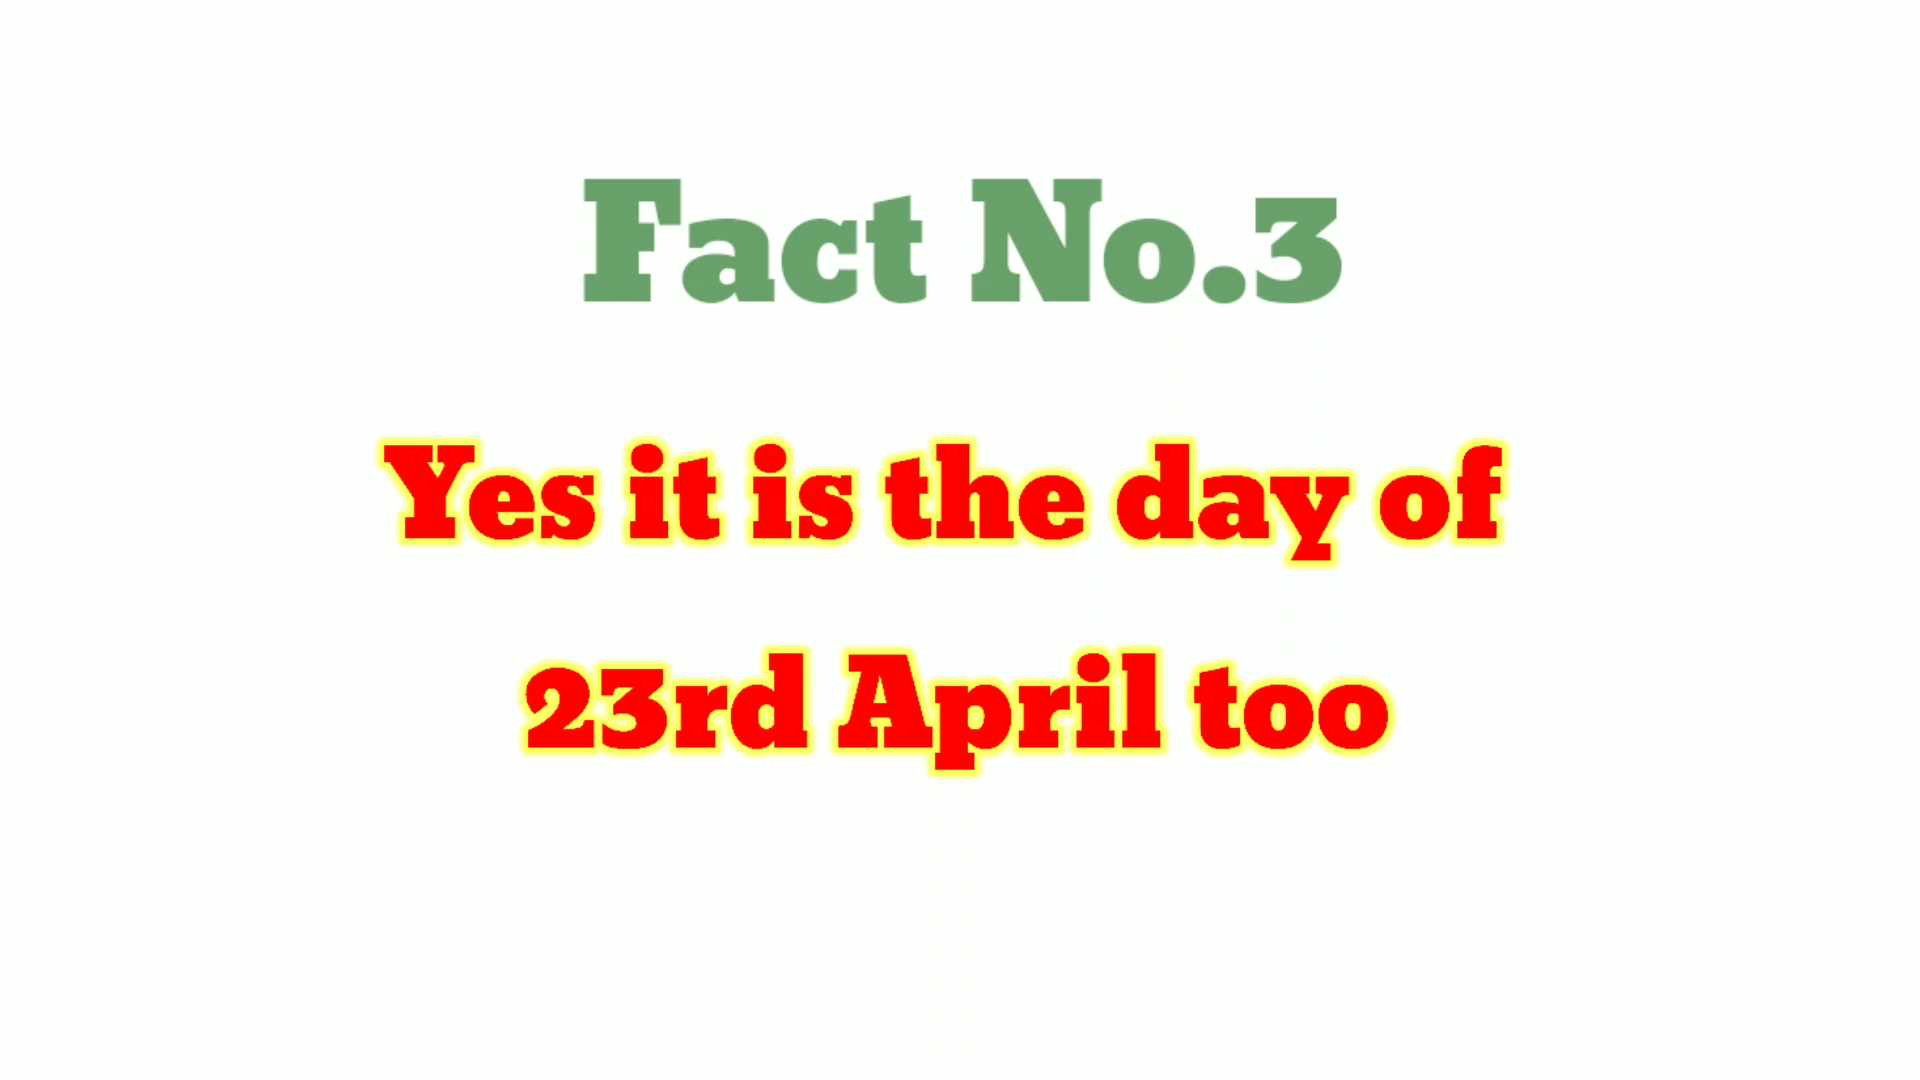 Fact No.3
Yes it is the day of
23rd April too